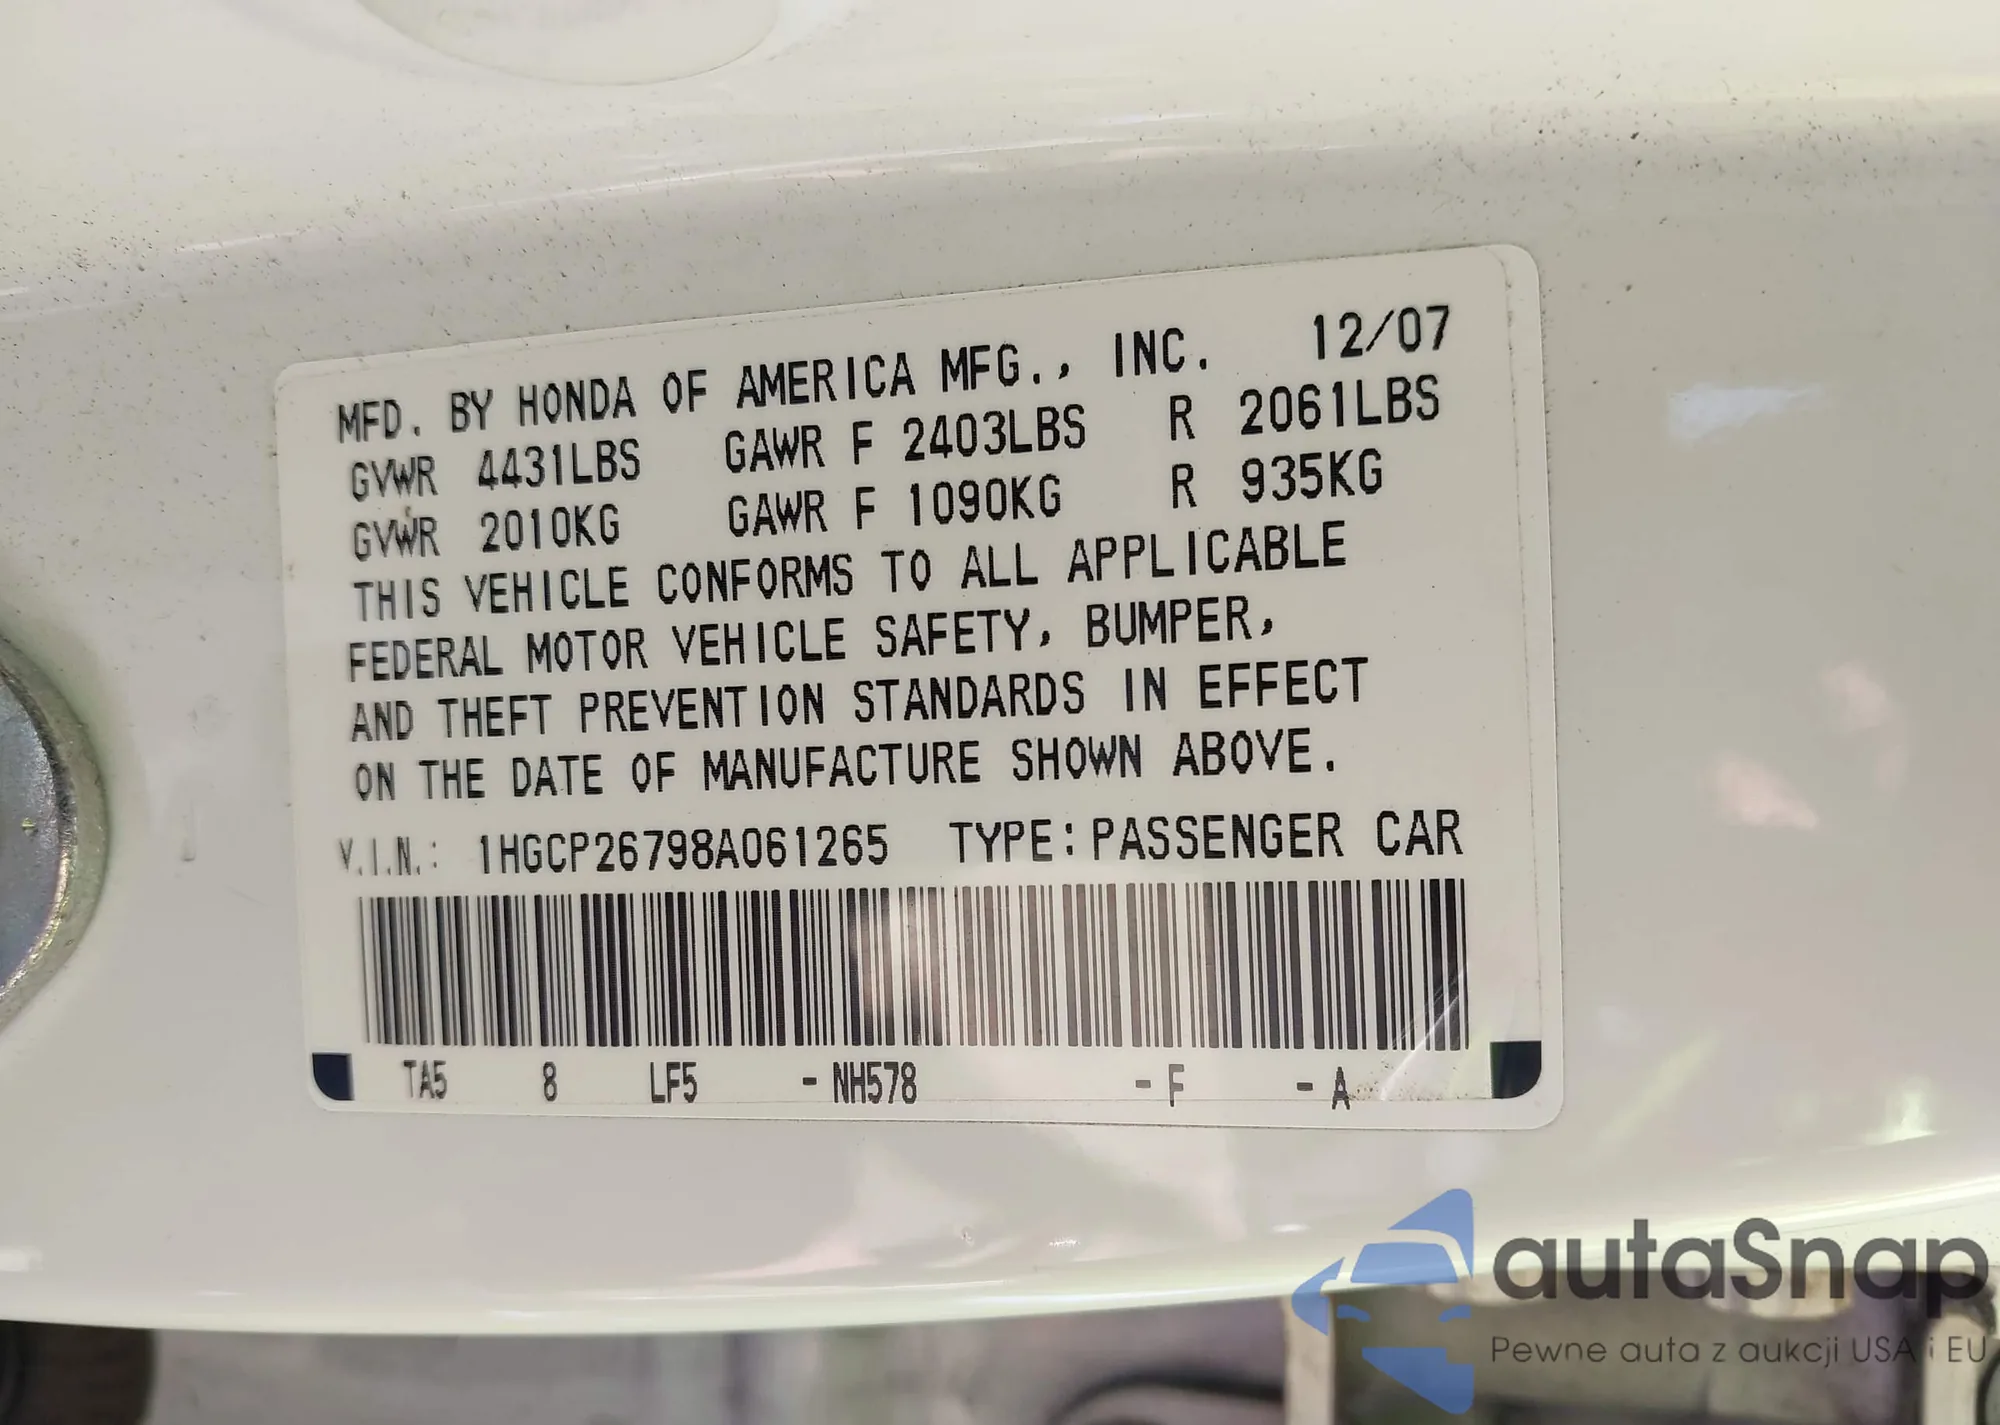 MFD. BY HONDA OF AMERICA MFG., INC. 12/07
GVWR 4431LBS GAWR F 2403LBS R 2061LBS
GVWR 2010KG GAWR F 1090KG R 935KG
THIS VEHICLE CONFORMS TO ALL APPLICABLE
FEDERAL MOTOR VEHICLE SAFETY, BUMPER,
AND THEFT PREVENTION STANDARDS IN EFFECT
ON THE DATE OF MANUFACTURE SHOWN ABOVE.
V.I.N.: 1HGCP26798A061265 TYPE: PASSENGER CAR
TA5 8 LF5 - NH578 - F - A
autaSnap
Pewne auta z aukcji USA i EU